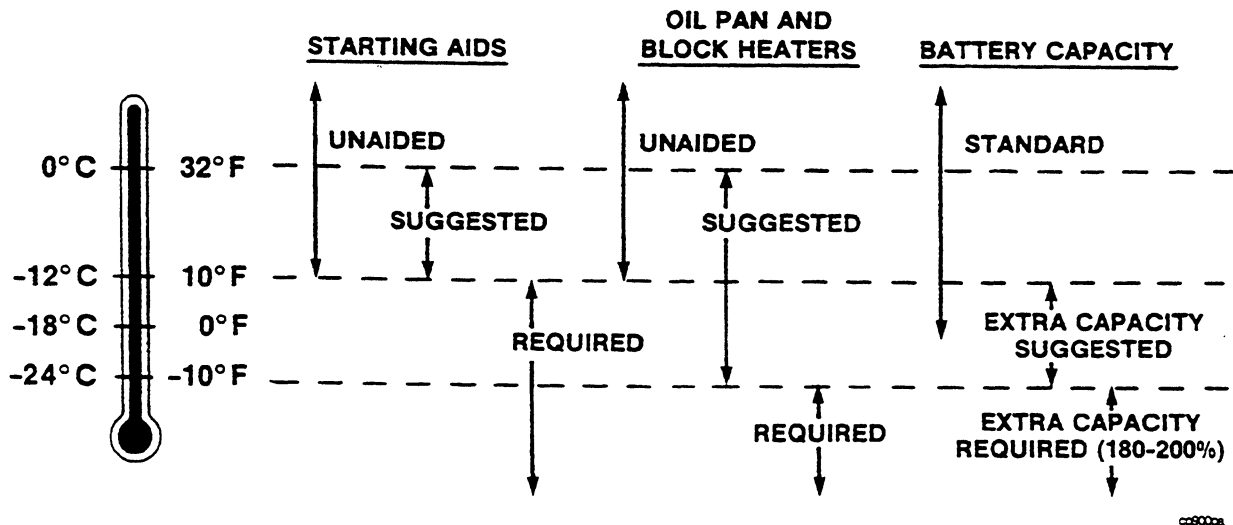 STARTING AIDS
OIL PAN AND
BLOCK HEATERS
BATTERY CAPACITY
UNAIDED
UNAIDED
STANDARD
0°C
32°F
SUGGESTED
SUGGESTED
-12°C
10°F
-18°C
0°F
REQUIRED
EXTRA CAPACITY
SUGGESTED
-24°C
-10°F
REQUIRED
EXTRA CAPACITY
REQUIRED (180-200%)